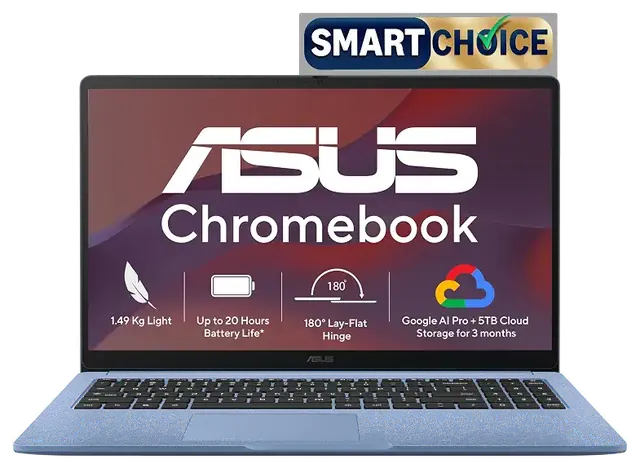 SMART CHOICE
ASUS
Chromebook
180°
1.49 Kg Light
Up to 20 Hours
Battery Life*
180° Lay-Flat
Hinge
Google AI Pro + 5TB Cloud
Storage for 3 months
ASUS